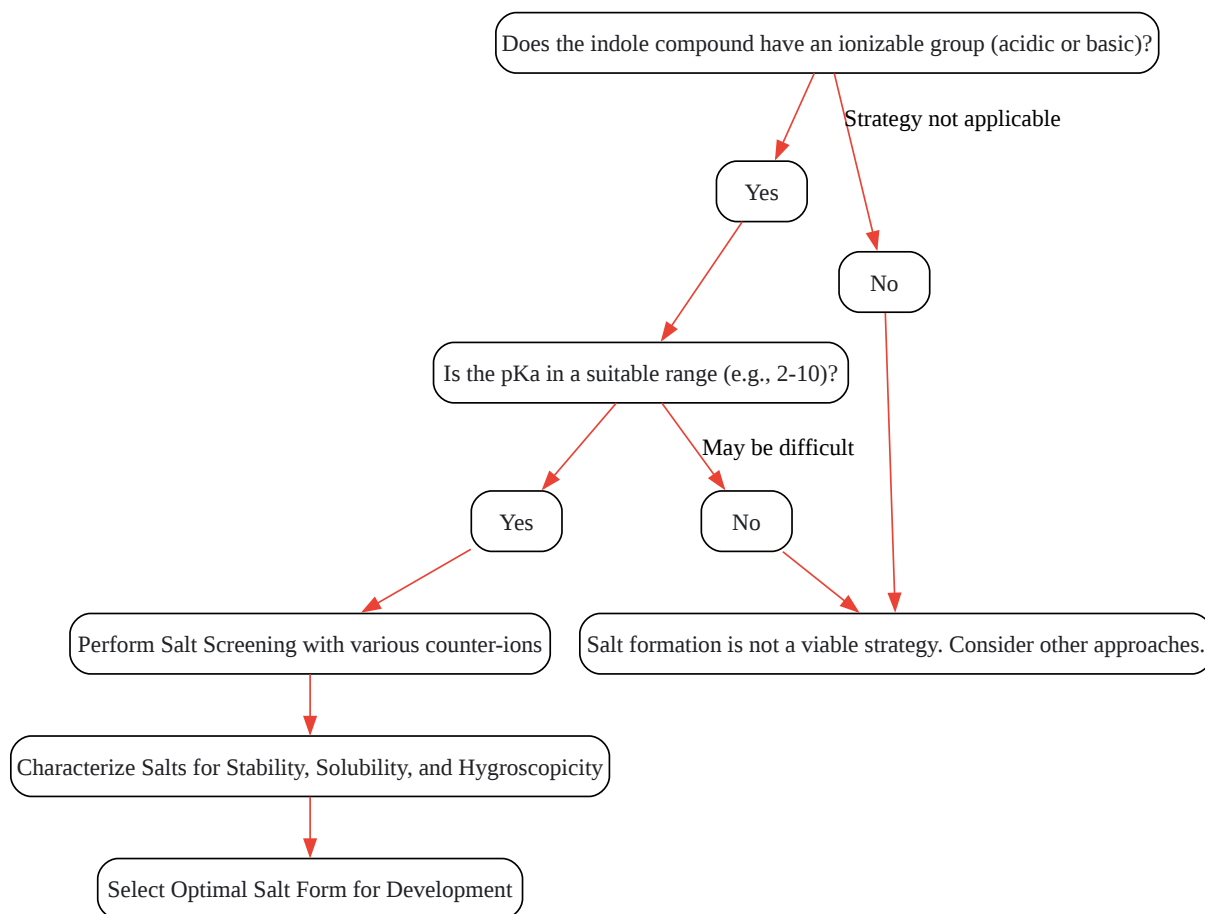 Does the indole compound have an ionizable group (acidic or basic)?
Strategy not applicable
Yes
No
Is the pKa in a suitable range (e.g., 2-10)?
May be difficult
Yes
No
Perform Salt Screening with various counter-ions
Salt formation is not a viable strategy. Consider other approaches.
Characterize Salts for Stability, Solubility, and Hygroscopicity
Select Optimal Salt Form for Development